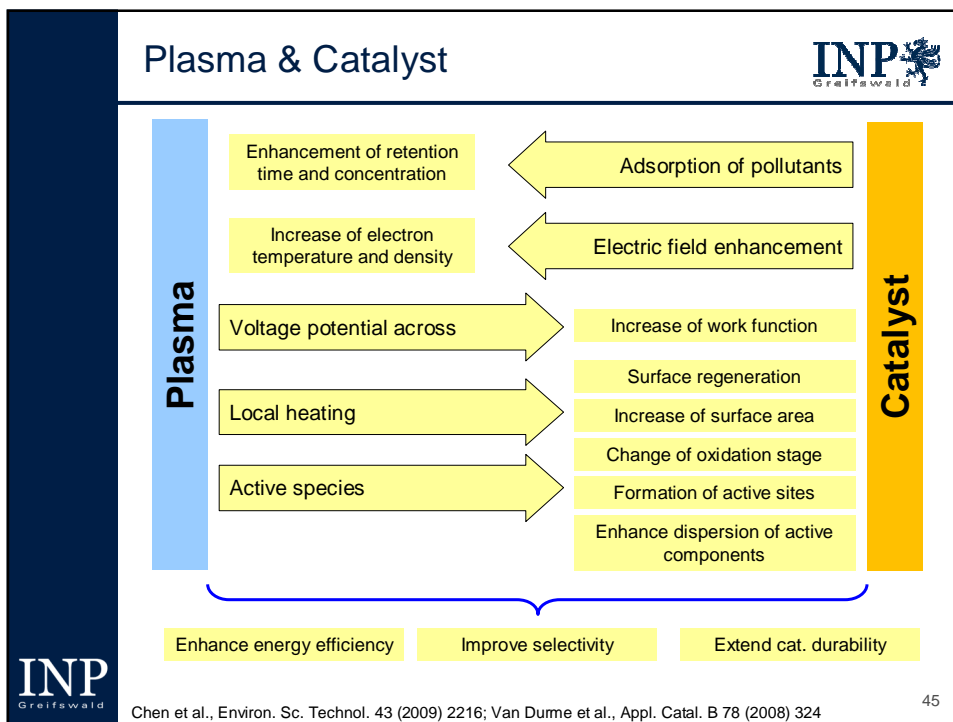 Plasma & Catalyst
INP
Greifswald
Plasma
Enhancement of retention
time and concentration
Adsorption of pollutants
Increase of electron
temperature and density
Electric field enhancement
Voltage potential across
Increase of work function
Local heating
Surface regeneration
Increase of surface area
Change of oxidation stage
Active species
Formation of active sites
Enhance dispersion of active
components
Catalyst
Enhance energy efficiency
Improve selectivity
Extend cat. durability
INP
Greifswald
Chen et al., Environ. Sc. Technol. 43 (2009) 2216; Van Durme et al., Appl. Catal. B 78 (2008) 324
45